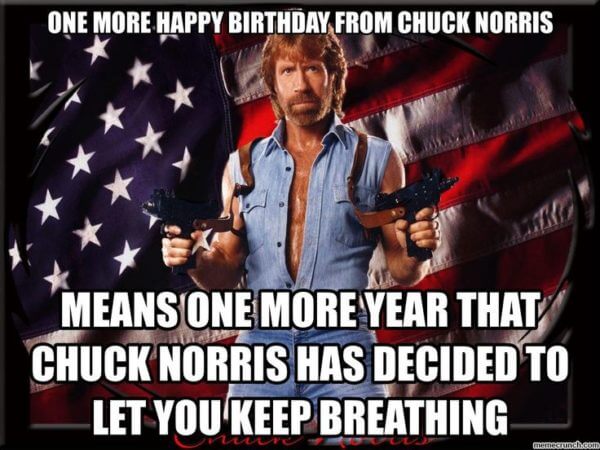 ONE MORE HAPPY BIRTHDAY FROM CHUCK NORRIS
MEANS ONE MORE YEAR THAT
CHUCK NORRIS HAS DECIDED TO
LET YOU KEEP BREATHING
memecrunch.com